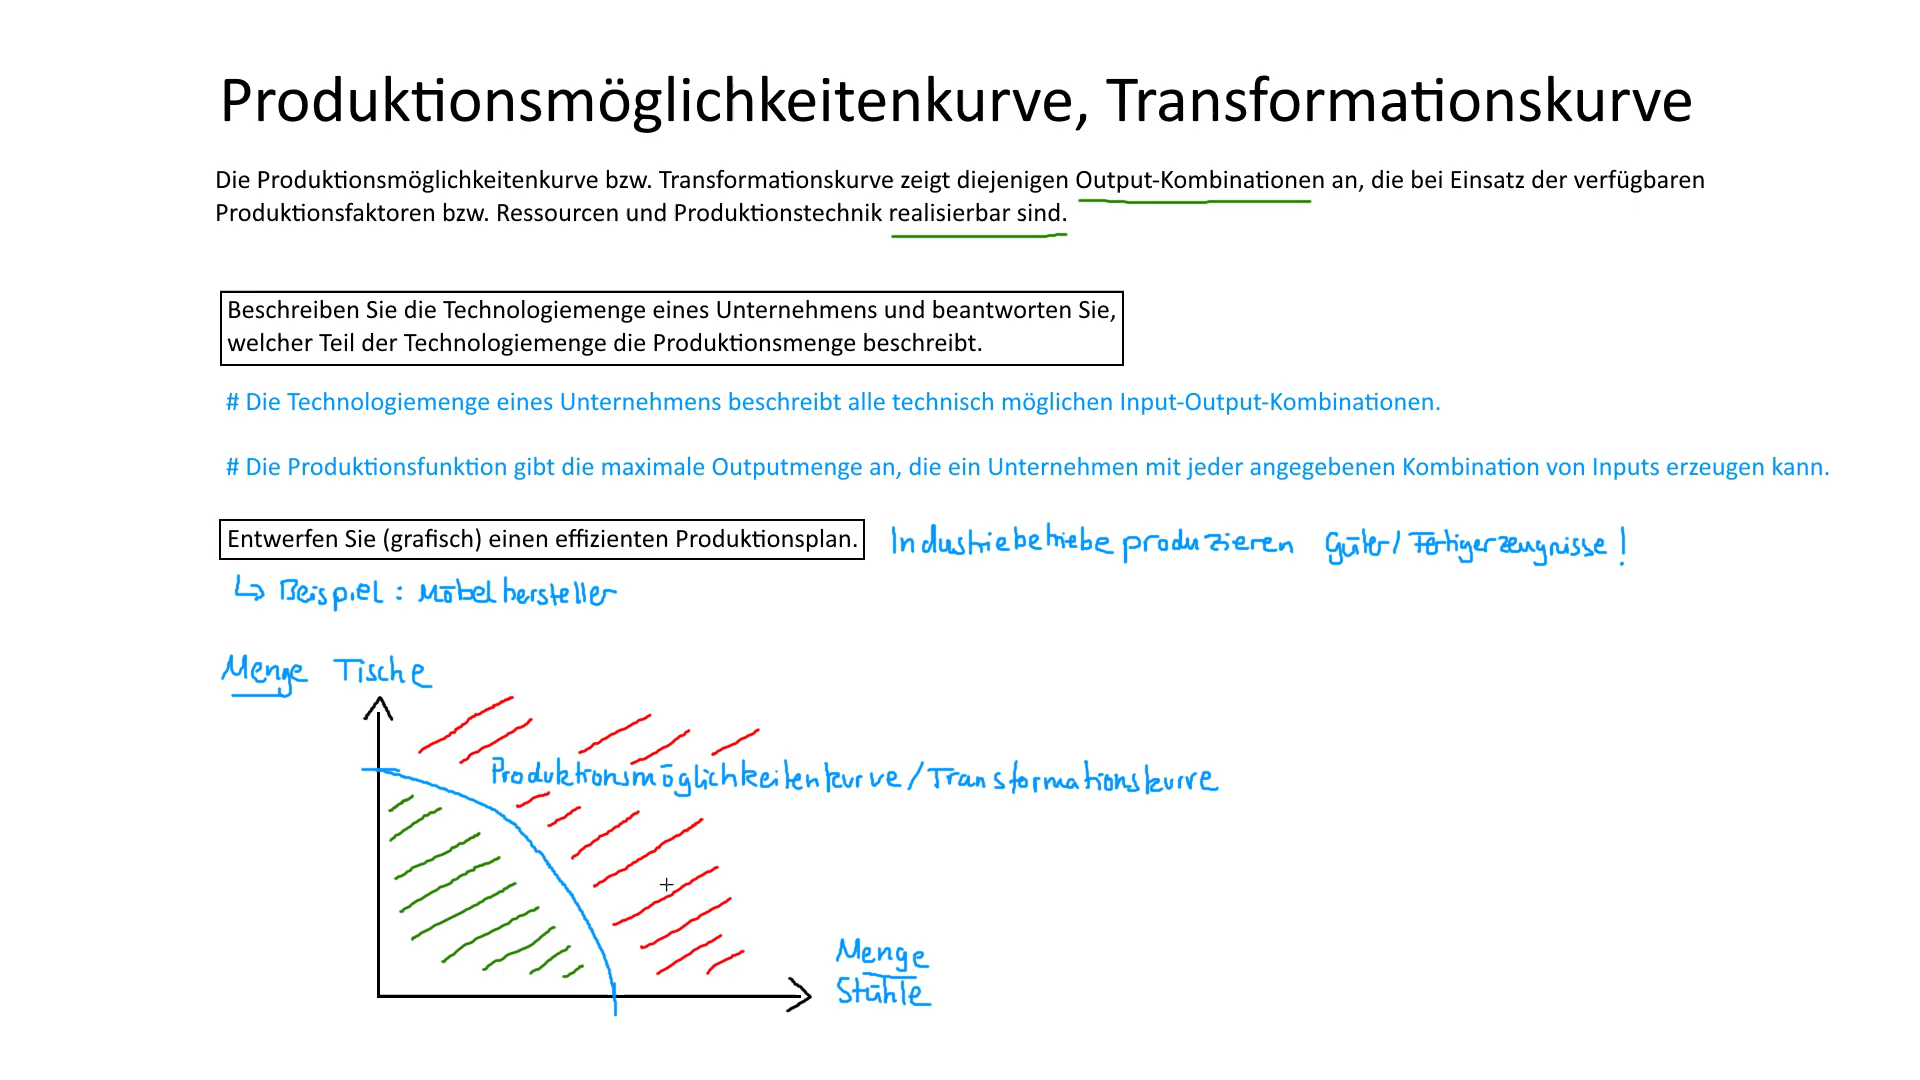 Produktionsmöglichkeitenkurve, Transformationskurve
Die Produktionsmöglichkeitenkurve bzw. Transformationskurve zeigt diejenigen Output-Kombinationen an, die bei Einsatz der verfügbaren
Produktionsfaktoren bzw. Ressourcen und Produktionstechnik realisierbar sind.
Beschreiben Sie die Technologiemenge eines Unternehmens und beantworten Sie,
welcher Teil der Technologiemenge die Produktionsmenge beschreibt.
# Die Technologiemenge eines Unternehmens beschreibt alle technisch möglichen Input-Output-Kombinationen.
# Die Produktionsfunktion gibt die maximale Outputmenge an, die ein Unternehmen mit jeder angegebenen Kombination von Inputs erzeugen kann.
Entwerfen Sie (grafisch) einen effizienten Produktionsplan. Industriebetriebe produzieren Güter/Fertigerzeugnisse!
↳ Beispiel: Möbelhersteller
Menge Tische
Produktionsmöglichkeitenkurve/Transformationskurve
Menge
Stühle